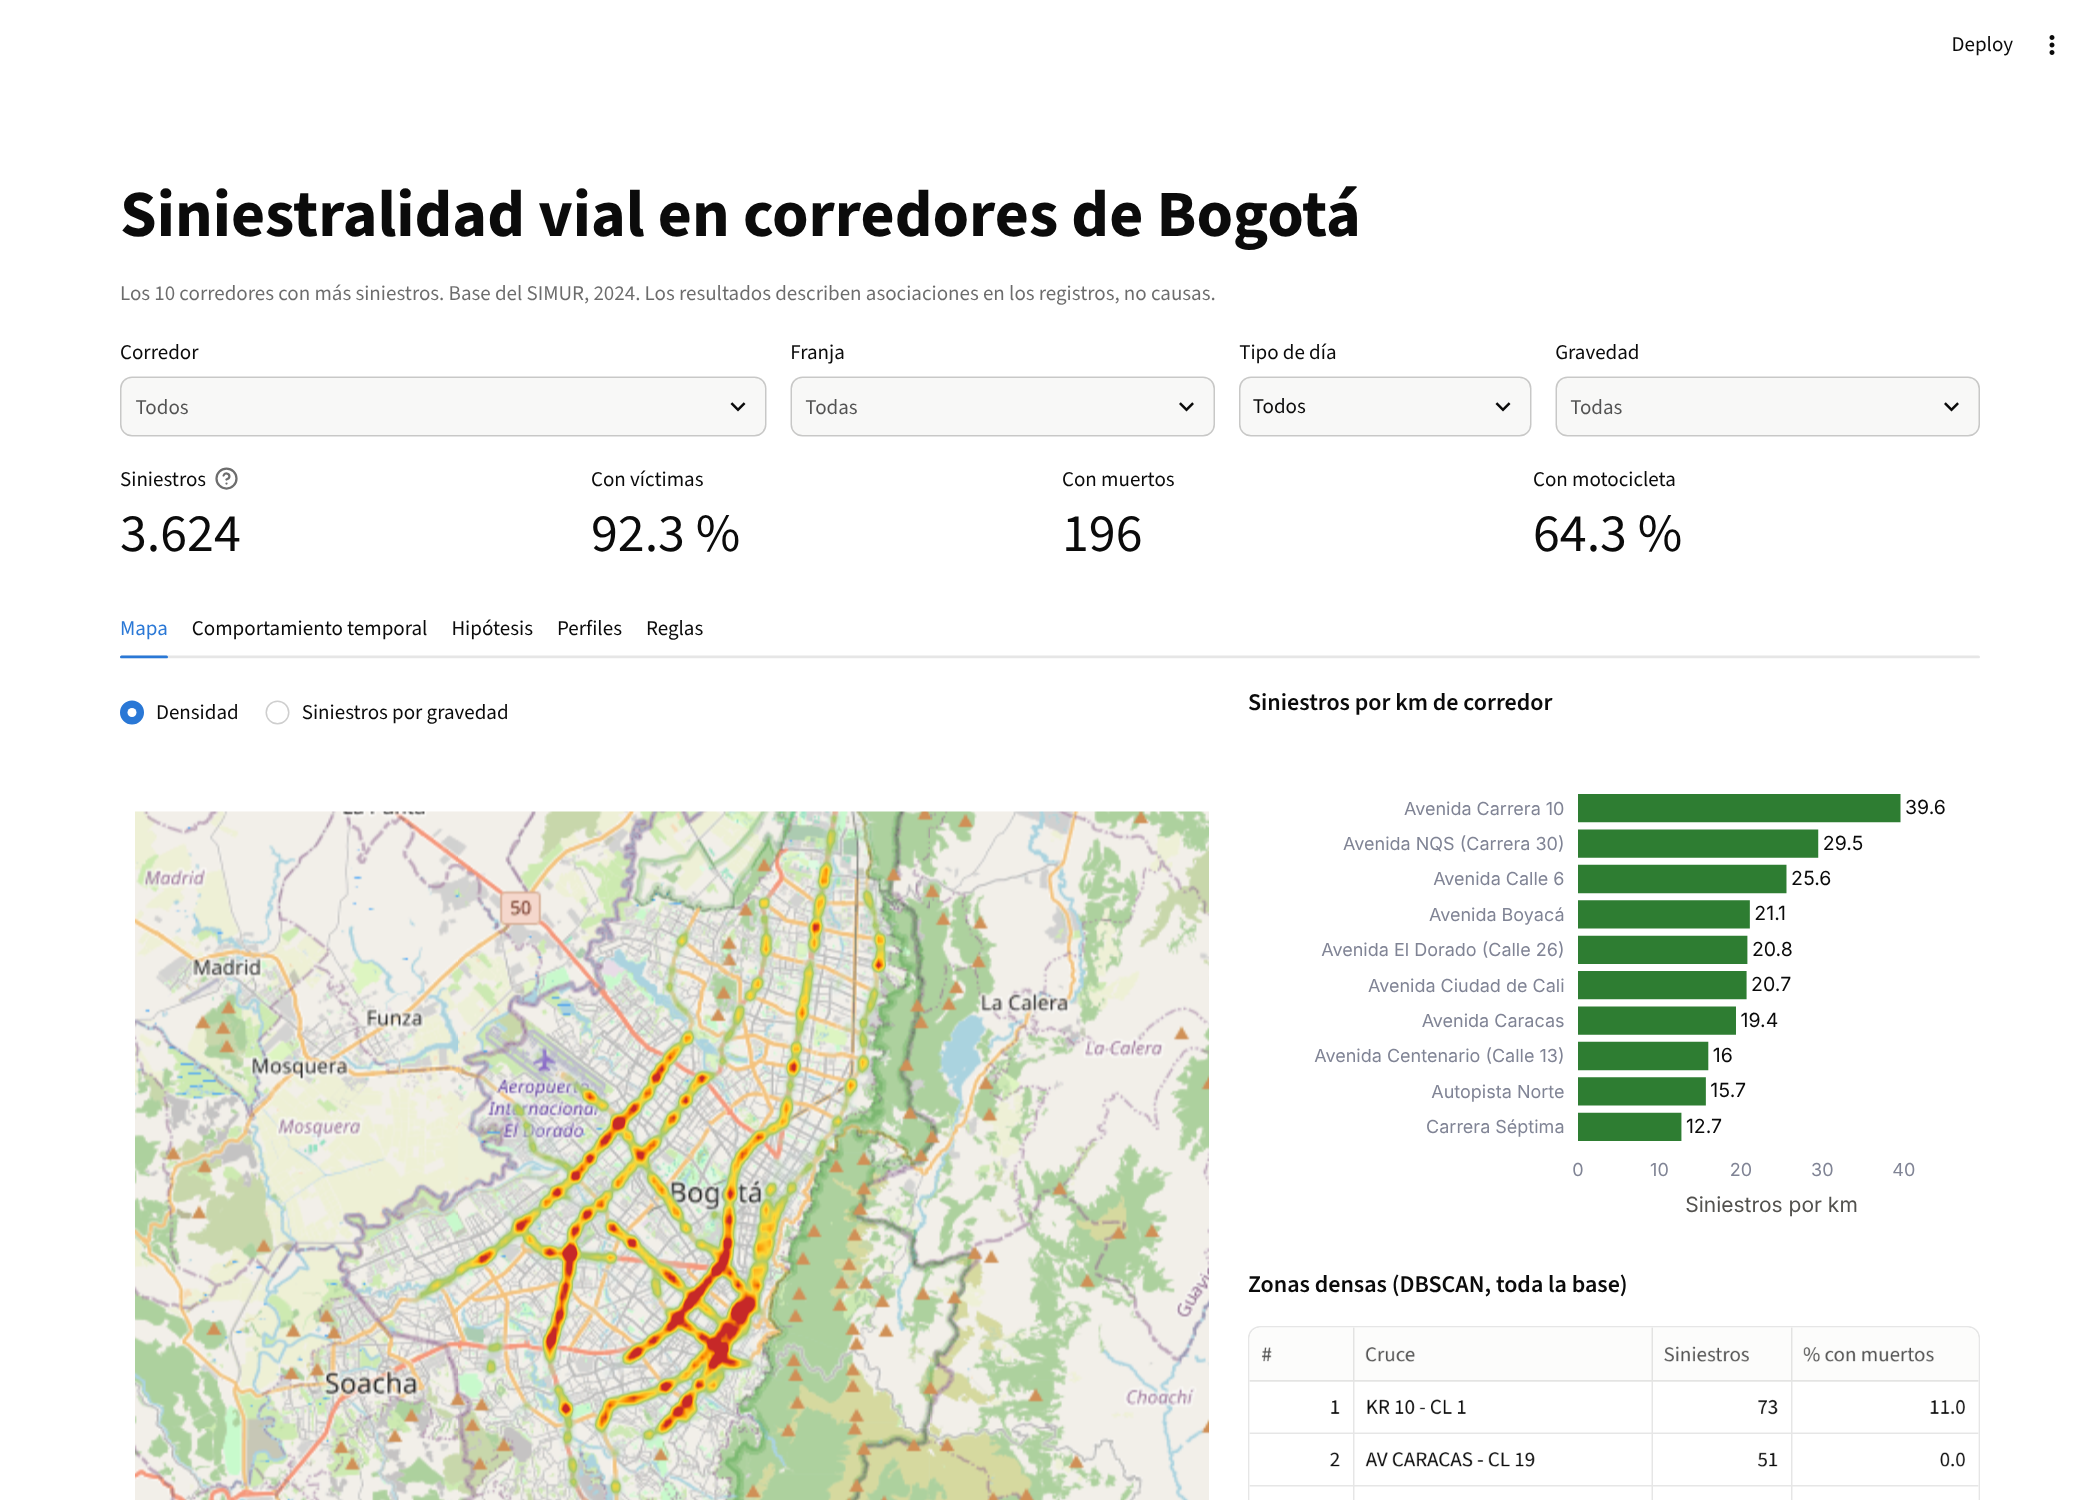 Deploy
Siniestralidad vial en corredores de Bogotá
Los 10 corredores con más siniestros. Base del SIMUR, 2024. Los resultados describen asociaciones en los registros, no causas.
Corredor Franja Tipo de día Gravedad
Todos Todas Todos Todas
Siniestros Con víctimas Con muertos Con motocicleta
3.624 92.3 % 196 64.3 %
Mapa Comportamiento temporal Hipótesis Perfiles Reglas
Densidad Siniestros por gravedad
Madrid
50
Madrid
Funza
La Calera
Mosquera
La Calera
Aeropuerto
Internacional
El Dorado
Mosquera
Bogotá
Soacha
Choachí
Siniestros por km de corredor
Avenida Carrera 10 39.6
Avenida NQS (Carrera 30) 29.5
Avenida Calle 6 25.6
Avenida Boyacá 21.1
Avenida El Dorado (Calle 26) 20.8
Avenida Ciudad de Cali 20.7
Avenida Caracas 19.4
Avenida Centenario (Calle 13) 16
Autopista Norte 15.7
Carrera Séptima 12.7
0 10 20 30 40
Siniestros por km
Zonas densas (DBSCAN, toda la base)
# Cruce Siniestros % con muertos
1 KR 10 - CL 1 73 11.0
2 AV CARACAS - CL 19 51 0.0